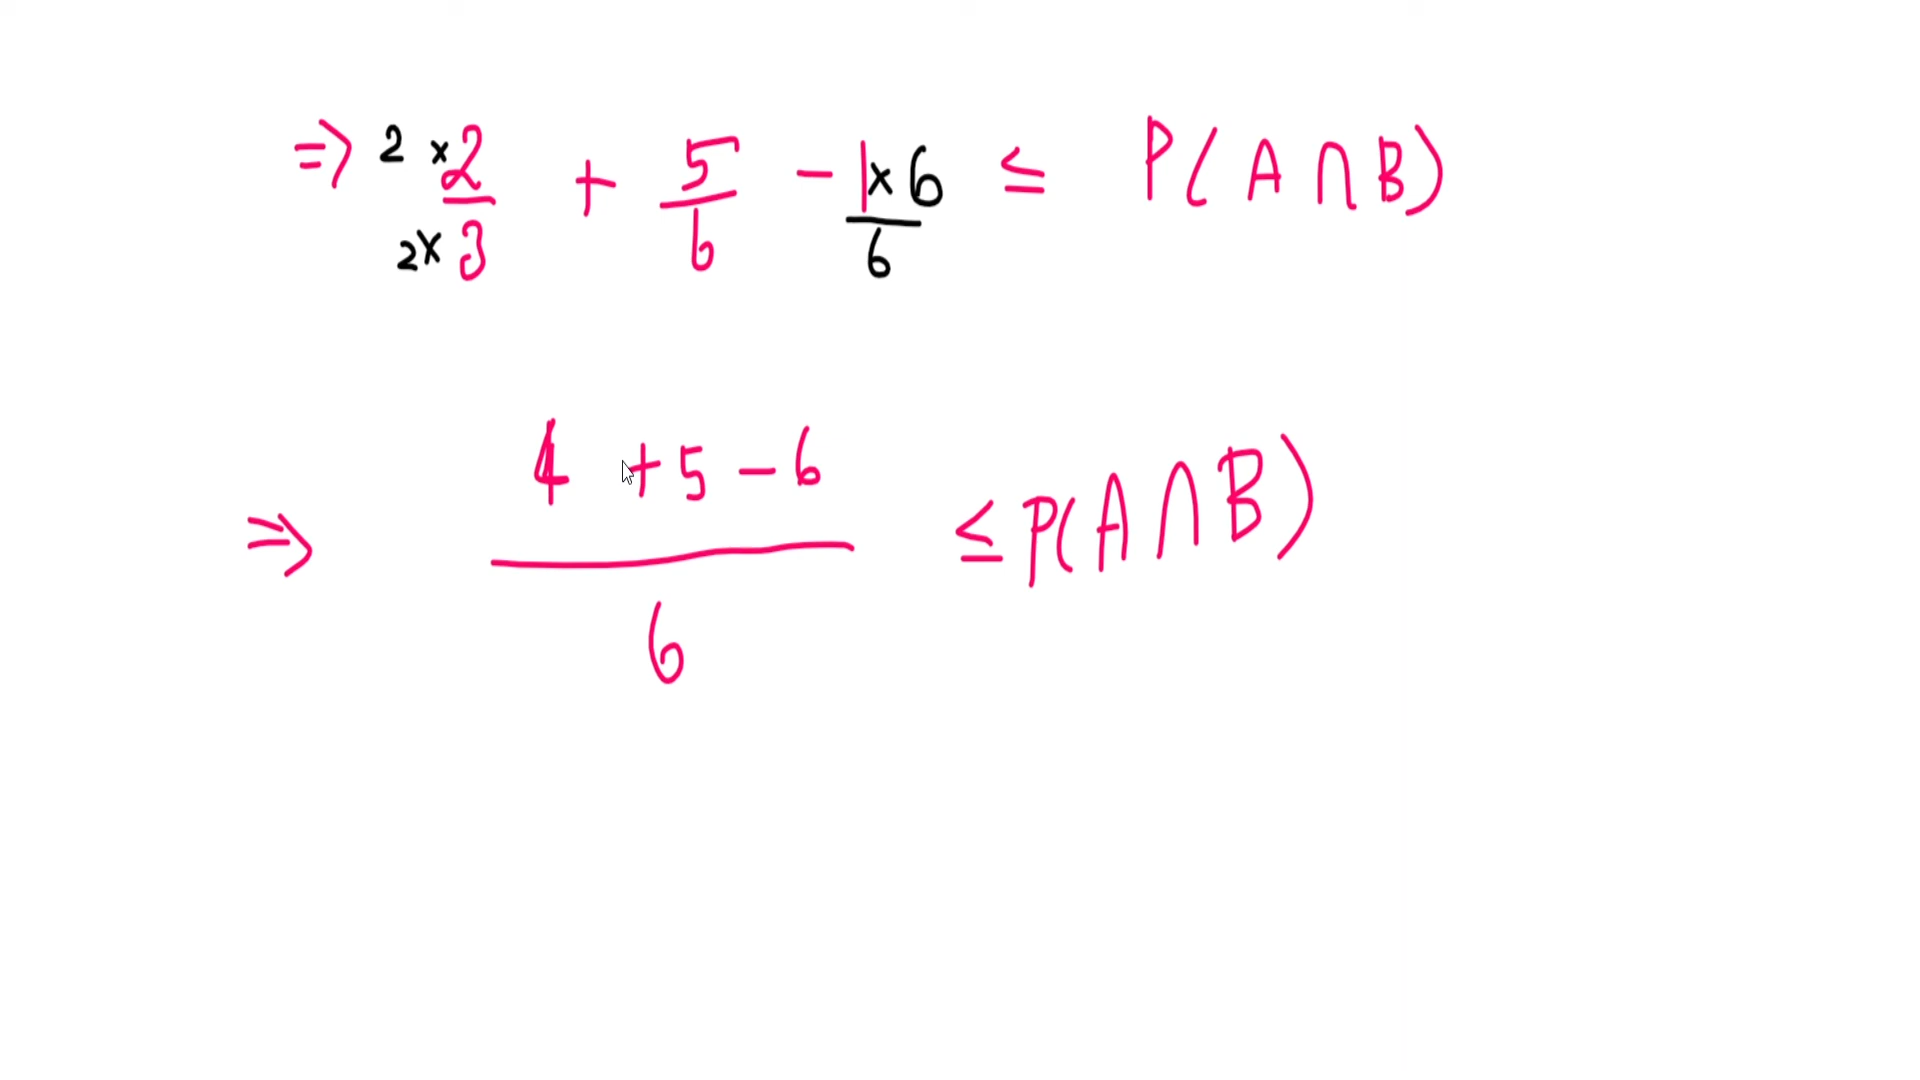 ⇒ 2 × 2/2 × 3 + 5/6 - 1 × 6/6 ≤ P(A ∩ B)
⇒ 4 + 5 - 6/6 ≤ P(A ∩ B)